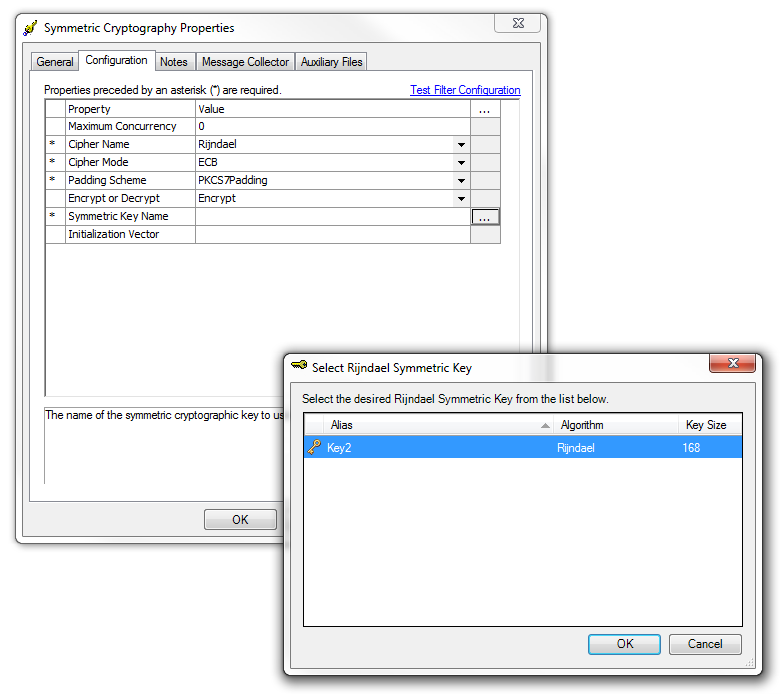 Symmetric Cryptography Properties
General Configuration Notes Message Collector Auxiliary Files
Properties preceded by an asterisk (*) are required. Test Filter Configuration
Property Value ...
Maximum Concurrency 0
* Cipher Name Rijndael
* Cipher Mode ECB
* Padding Scheme PKCS7Padding
Encrypt or Decrypt Encrypt
* Symmetric Key Name ...
Initialization Vector
The name of the symmetric cryptographic key to
OK
Select Rijndael Symmetric Key
Select the desired Rijndael Symmetric Key from the list below.
Alias Algorithm Key Size
Key2 Rijndael 168
OK Cancel